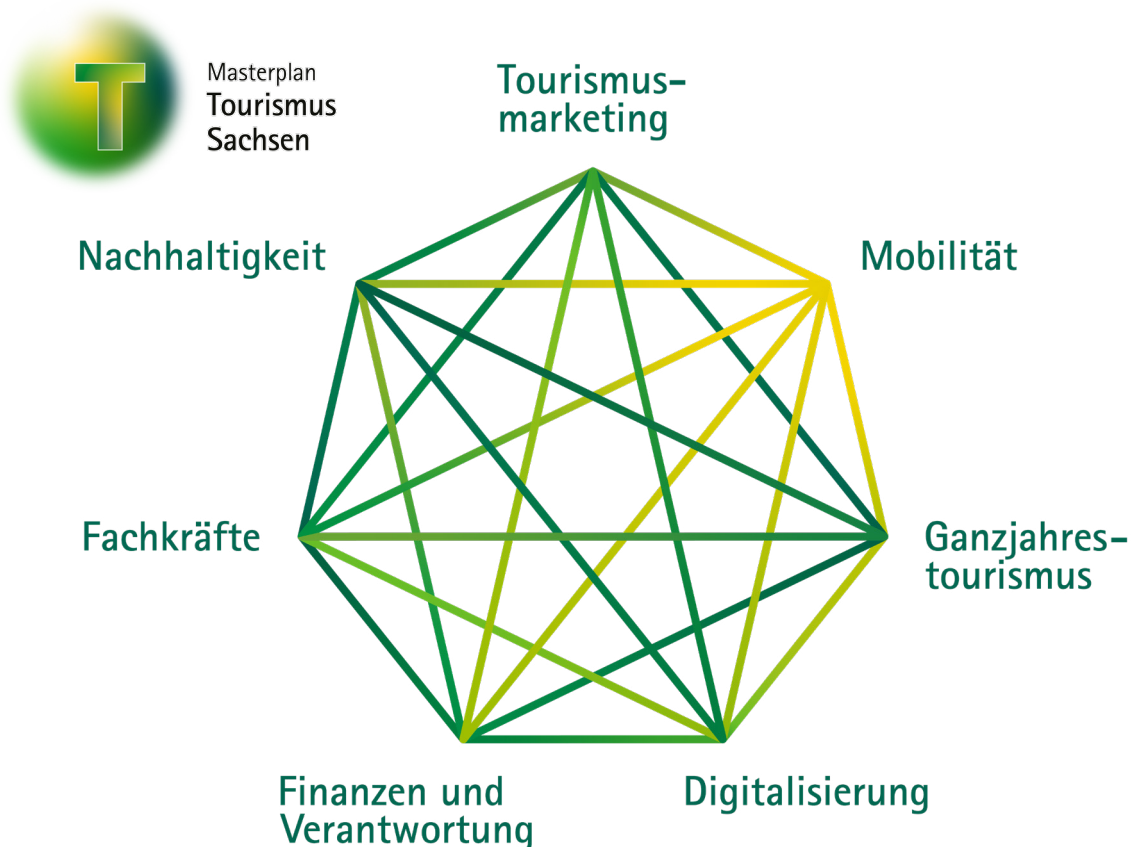 T
Masterplan
Tourismus
Sachsen
Tourismus-
marketing
Nachhaltigkeit
Mobilität
Fachkräfte
Ganzjahres-
tourismus
Finanzen und
Verantwortung
Digitalisierung